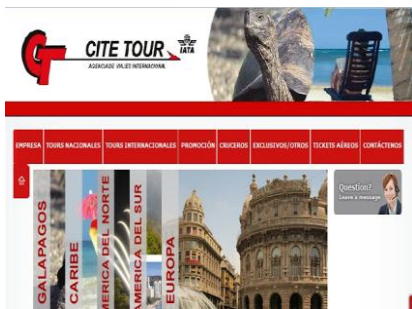 CITE TOUR
IATA
AGENCIA DE VIAJES INTERNACIONAL
EMPRESA TOURS NACIONALES TOURS INTERNACIONALES PROMOCIÓN CRUCEROS EXCLUSIVOS/OTROS TICKETS AÉREOS CONTÁCTENOS
GALAPAGOS
CARIBE
AMERICA DEL NORTE
AMERICA DEL SUR
EUROPA
Question?
Leave a message